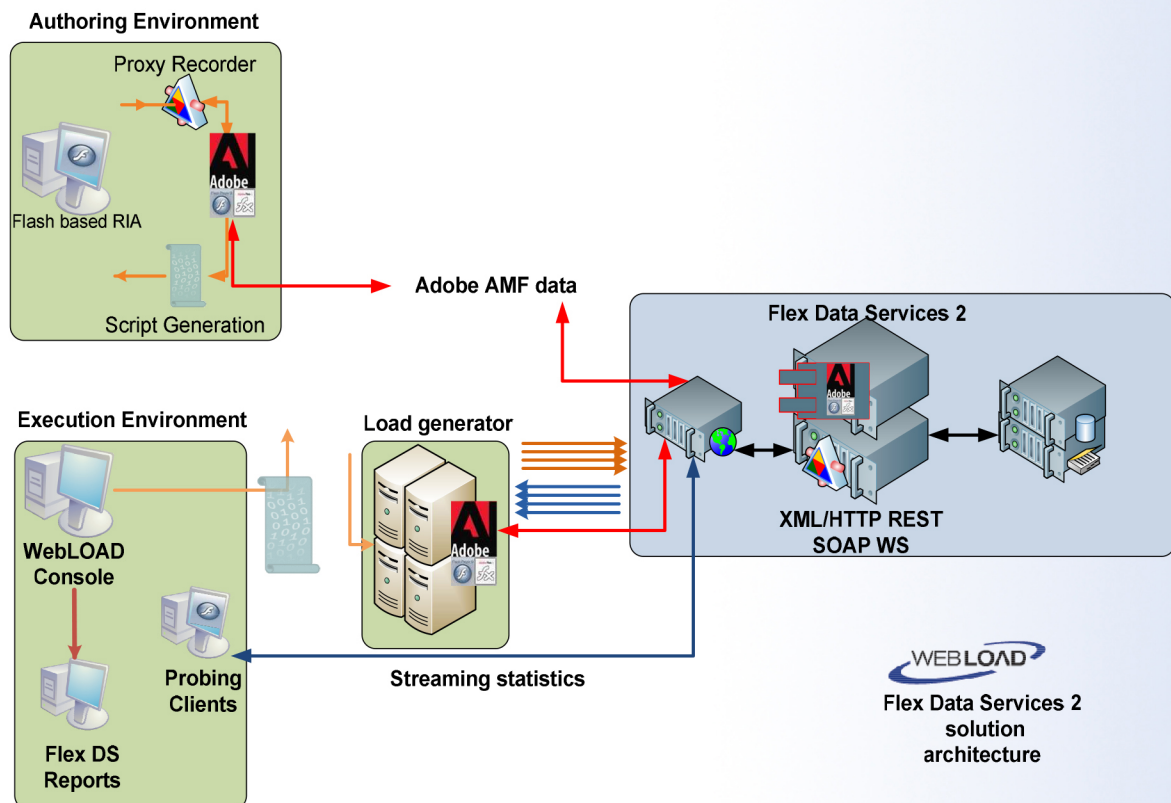 Authoring Environment
Proxy Recorder
Adobe
Flash based RIA
Script Generation
Adobe AMF data
Flex Data Services 2
Execution Environment
Load generator
WebLOAD
Console
Adobe
Probing
Clients
Streaming statistics
Flex DS
Reports
XML/HTTP REST
SOAP WS
WEBLOAD
Flex Data Services 2
solution
architecture